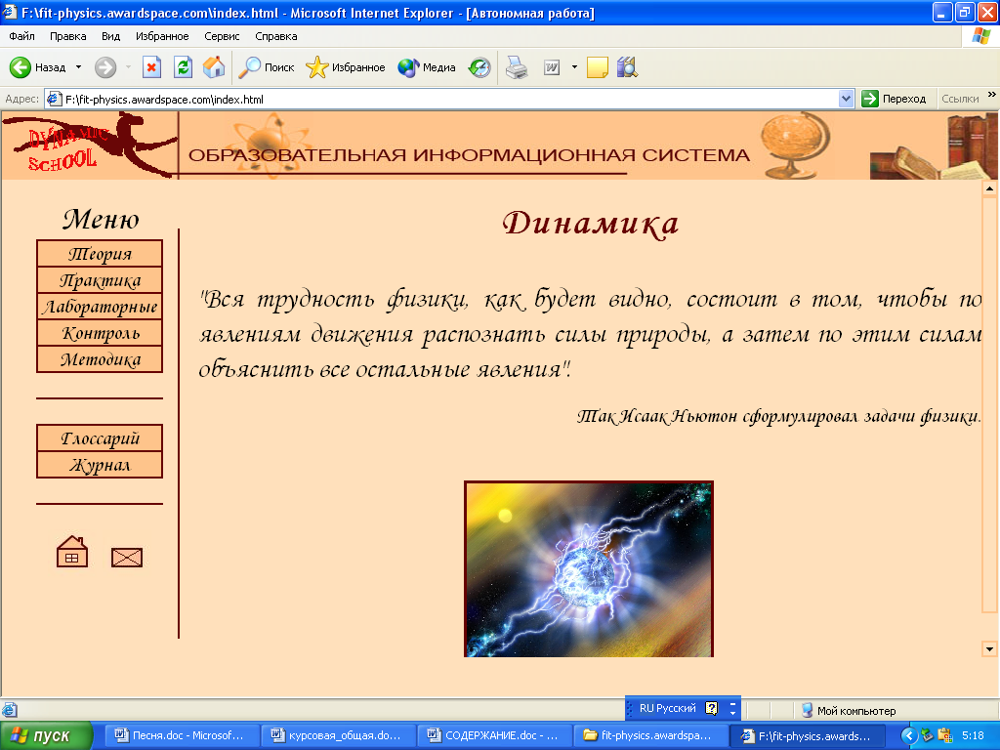 F:\fit-physics.awardspace.com\index.html - Microsoft Internet Explorer - [Автономная работа]
Файл Правка Вид Избранное Сервис Справка
Назад Поиск Избранное Медиа
Адрес: F:\fit-physics.awardspace.com\index.html Переход Ссылки »
DYNAMIC
SCHOOL
ОБРАЗОВАТЕЛЬНАЯ ИНФОРМАЦИОННАЯ СИСТЕМА
Меню
Теория
Практика
Лабораторные
Контроль
Методика
Глоссарий
Журнал
Динамика
"Вся трудность физики, как будет видно, состоит в том, чтобы по
явлениям движения распознать силы природы, а затем по этим силам
объяснить все остальные явления".
Так Исаак Ньютон сформулировал задачи физики.
RU Русский
Мой компьютер
пуск Песня.doc - Microsof... курсовая_общая.do... СОДЕРЖАНИЕ.doc - ... fit-physics.awardspa... F:\fit-physics.awards... 5:18